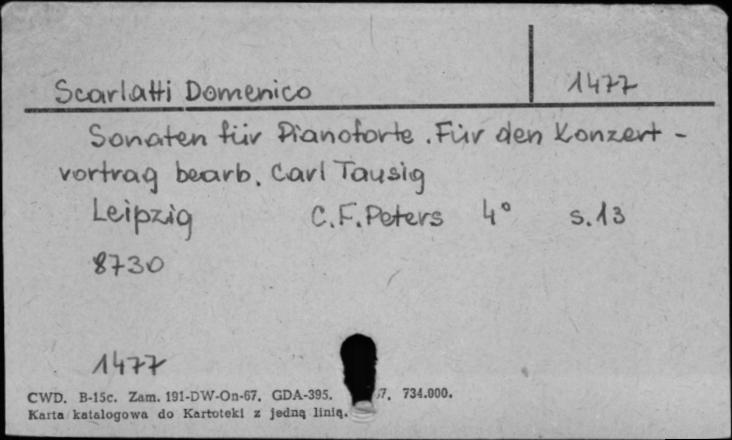 Scarlatti Domenico 1477
Sonaten für Pianoforte. Für den Konzert-
vortrag bearb. Carl Tausig
Leipzig C.F.Peters 4° s.13
8730
1477
CWD. B-15c. Zam. 191-DW-On-67. GDA-395. 67. 734.000.
Karta katalogowa do Kartoteki z jedną linią.